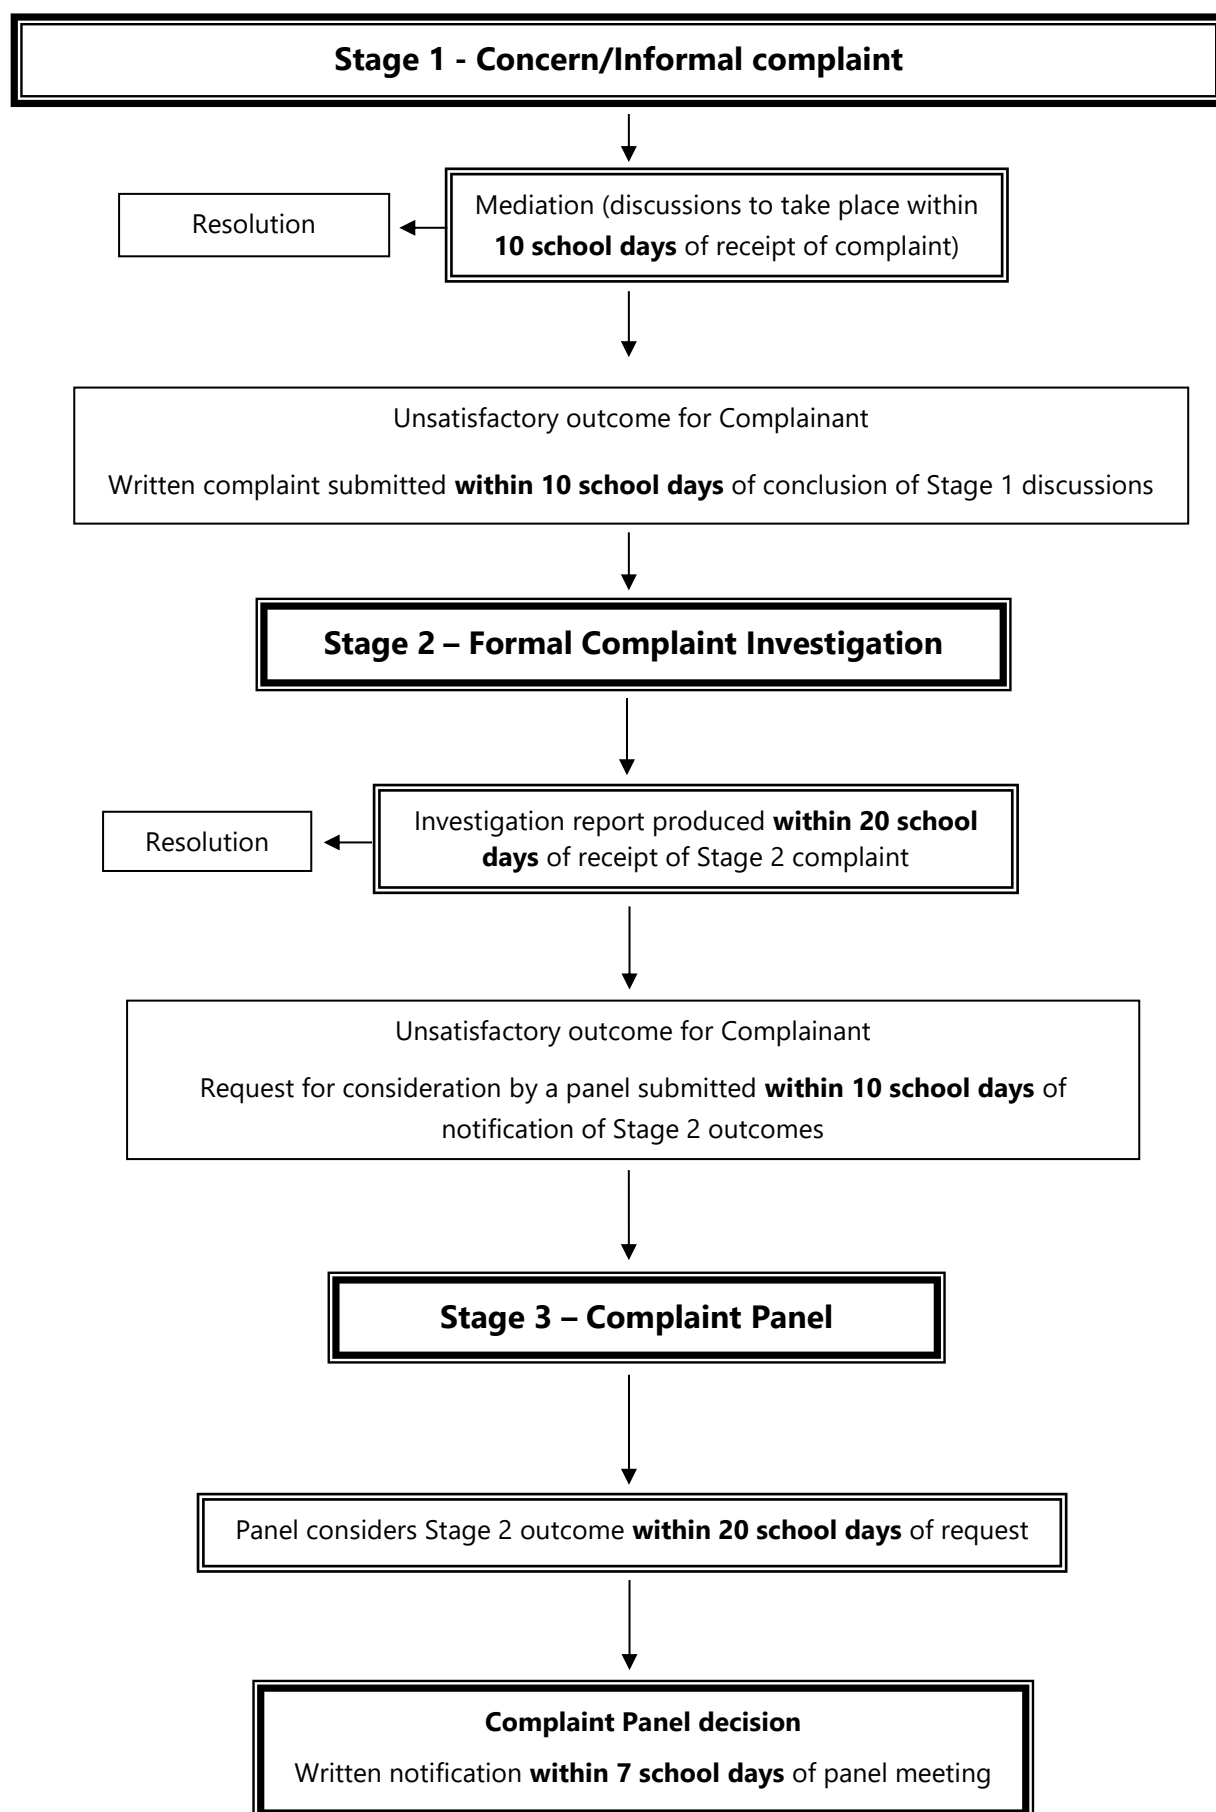 Stage 1 - Concern/Informal complaint
Resolution
Mediation (discussions to take place within
10 school days of receipt of complaint)
Unsatisfactory outcome for Complainant
Written complaint submitted within 10 school days of conclusion of Stage 1 discussions
Stage 2 – Formal Complaint Investigation
Resolution
Investigation report produced within 20 school
days of receipt of Stage 2 complaint
Unsatisfactory outcome for Complainant
Request for consideration by a panel submitted within 10 school days of
notification of Stage 2 outcomes
Stage 3 – Complaint Panel
Panel considers Stage 2 outcome within 20 school days of request
Complaint Panel decision
Written notification within 7 school days of panel meeting